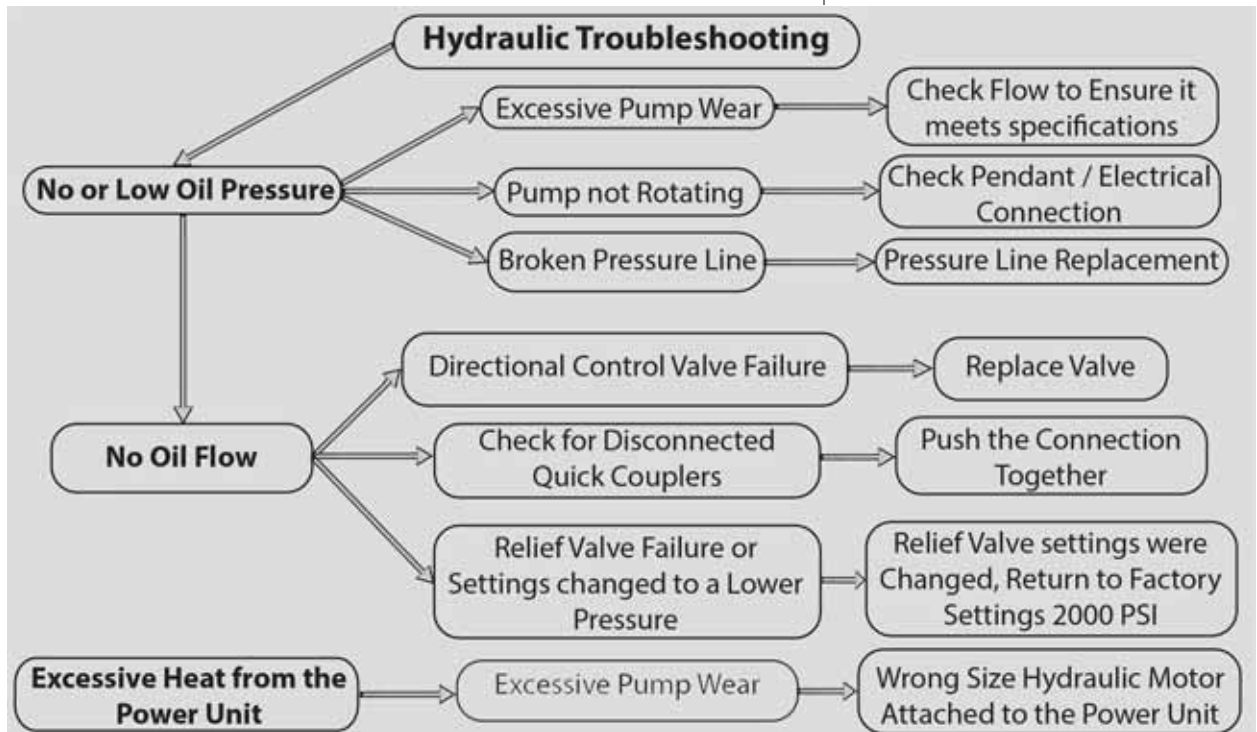 Hydraulic Troubleshooting
Excessive Pump Wear
Check Flow to Ensure it
meets specifications
No or Low Oil Pressure
Pump not Rotating
Check Pendant / Electrical
Connection
Broken Pressure Line
Pressure Line Replacement
Directional Control Valve Failure
Replace Valve
No Oil Flow
Check for Disconnected
Quick Couplers
Push the Connection
Together
Relief Valve Failure or
Settings changed to a Lower
Pressure
Relief Valve settings were
Changed, Return to Factory
Settings 2000 PSI
Excessive Heat from the
Power Unit
Excessive Pump Wear
Wrong Size Hydraulic Motor
Attached to the Power Unit